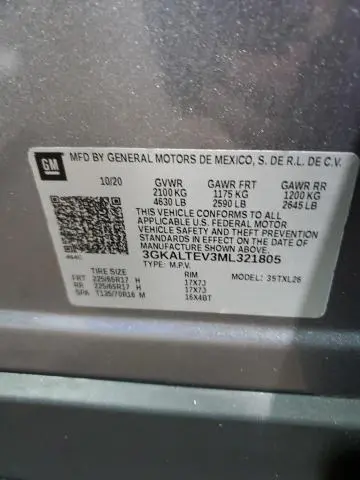 GM
MFD BY GENERAL MOTORS DE MEXICO, S. DE R.L. DE C.V.
10/20 GVWR GAWR FRT GAWR RR
2100 KG 1175 KG 1200 KG
4630 LB 2590 LB 2645 LB
THIS VEHICLE CONFORMS TO ALL
APPLICABLE U.S. FEDERAL MOTOR
VEHICLE SAFETY AND THEFT PREVENTION
STANDARDS IN EFFECT ON THE DATE OF
MANUFACTURE SHOWN ABOVE.
3GKALTEV3ML321805
TYPE: M.P.V. MODEL: 3STXL26
TIRE SIZE RIM
FRT 225/65R17 H 17X7J
RR 225/65R17 H 17X7J
SPA T135/70R16 M 16X4BT